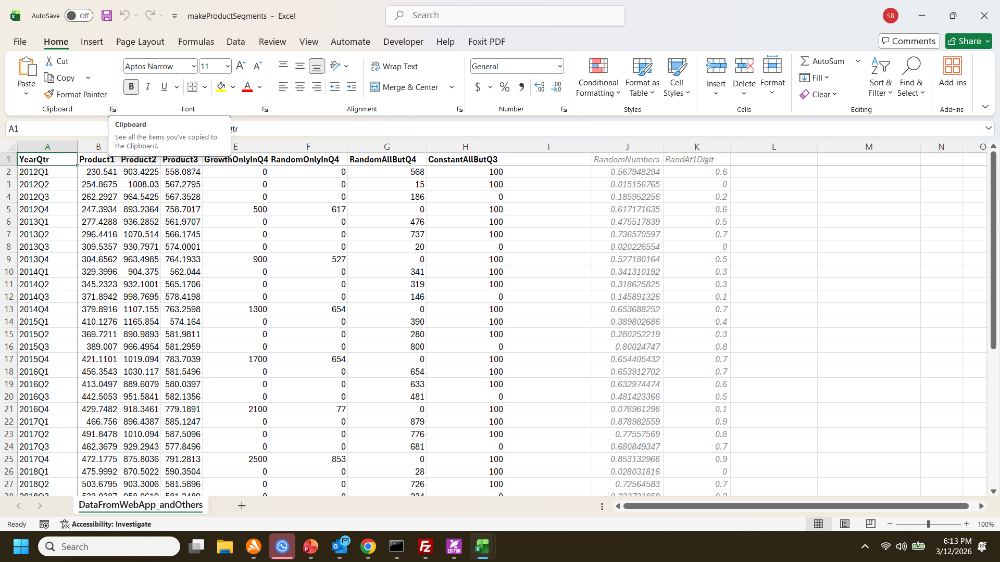 AutoSave Off makeProductSegments - Excel Search SB
File Home Insert Page Layout Formulas Data Review View Automate Developer Help Foxit PDF Comments Share
Paste Cut Copy Format Painter Clipboard
Aptos Narrow 11 B I U A Font
Wrap Text Merge & Center Alignment
General $ % Number
Conditional Formatting Format as Table Cell Styles Styles
Insert Delete Format Cells
AutoSum Fill Clear Sort & Filter Find & Select Editing
Add-ins Add-ins
A1 tr
Clipboard
See all the items you've copied to
the Clipboard.
A B E F G H I J K L M N O
1 YearQtr Product1 Product2 Product3 GrowthOnlyInQ4 RandomOnlyInQ4 RandomAllButQ4 ConstantAllButQ3 RandomNumbers RandAt1Digit
2 2012Q1 230.541 903.4225 558.0874 0 0 568 100 0.567948294 0.6
3 2012Q2 254.8675 1008.03 567.2795 0 0 15 100 0.015156765 0
4 2012Q3 262.2927 964.5425 567.3528 0 0 186 0 0.185952256 0.2
5 2012Q4 247.3934 893.2364 758.7017 500 617 0 100 0.617171635 0.6
6 2013Q1 277.4288 936.2852 561.9707 0 0 476 100 0.475517839 0.5
7 2013Q2 296.4416 1070.514 566.1745 0 0 737 100 0.736570597 0.7
8 2013Q3 309.5357 930.7971 574.0001 0 0 20 0 0.020226554 0
9 2013Q4 304.6562 963.4985 764.1933 900 527 0 100 0.527180164 0.5
10 2014Q1 329.3996 904.375 562.044 0 0 341 100 0.341310192 0.3
11 2014Q2 345.2323 932.1001 565.1706 0 0 319 100 0.318625825 0.3
12 2014Q3 371.8942 998.7695 578.4198 0 0 146 0 0.145891326 0.1
13 2014Q4 379.8916 1107.155 763.2598 1300 654 0 100 0.653688252 0.7
14 2015Q1 410.1276 1165.854 574.164 0 0 390 100 0.389802686 0.4
15 2015Q2 369.7211 890.9893 581.9811 0 0 280 100 0.280252219 0.3
16 2015Q3 389.007 966.4954 581.2959 0 0 800 0 0.80024747 0.8
17 2015Q4 421.1101 1019.094 783.7039 1700 654 0 100 0.654405432 0.7
18 2016Q1 456.3543 1030.117 581.5496 0 0 654 100 0.653912702 0.7
19 2016Q2 413.0497 889.6079 580.0397 0 0 633 100 0.632974474 0.6
20 2016Q3 442.5053 951.5841 582.1356 0 0 481 0 0.481423366 0.5
21 2016Q4 429.7482 918.3461 779.1891 2100 77 0 100 0.076961296 0.1
22 2017Q1 466.756 896.4387 585.1247 0 0 879 100 0.878982559 0.9
23 2017Q2 491.8478 1010.094 587.5096 0 0 776 100 0.77557569 0.8
24 2017Q3 462.3679 929.2943 577.8496 0 0 681 0 0.680849347 0.7
25 2017Q4 472.1775 875.8036 791.2813 2500 853 0 100 0.853132966 0.9
26 2018Q1 475.9992 870.5022 590.3504 0 0 28 100 0.028031816 0
27 2018Q2 503.6795 903.3006 581.5896 0 0 726 100 0.72564583 0.7
DataFromWebApp_andOthers
Ready Accessibility: Investigate 100%
Search EDITOR 6:13 PM
3/12/2026